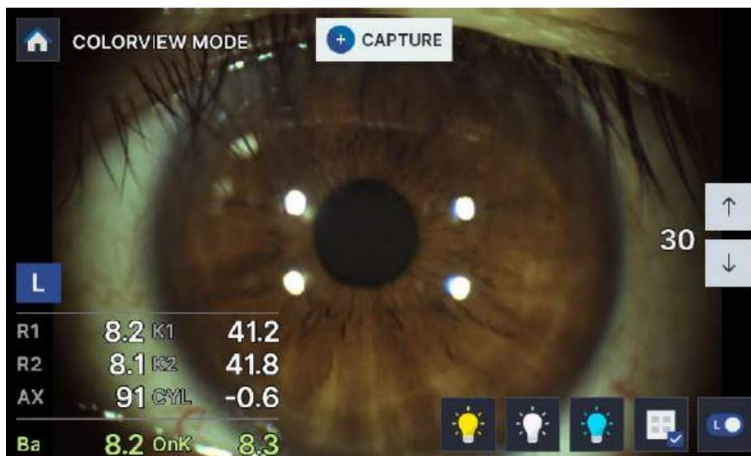 COLORVIEW MODE
+ CAPTURE
↑
30
↓
L
R1 8.2 K1 41.2
R2 8.1 K2 41.8
AX 91 CYL -0.6
Ba 8.2 OnK 8.3
L